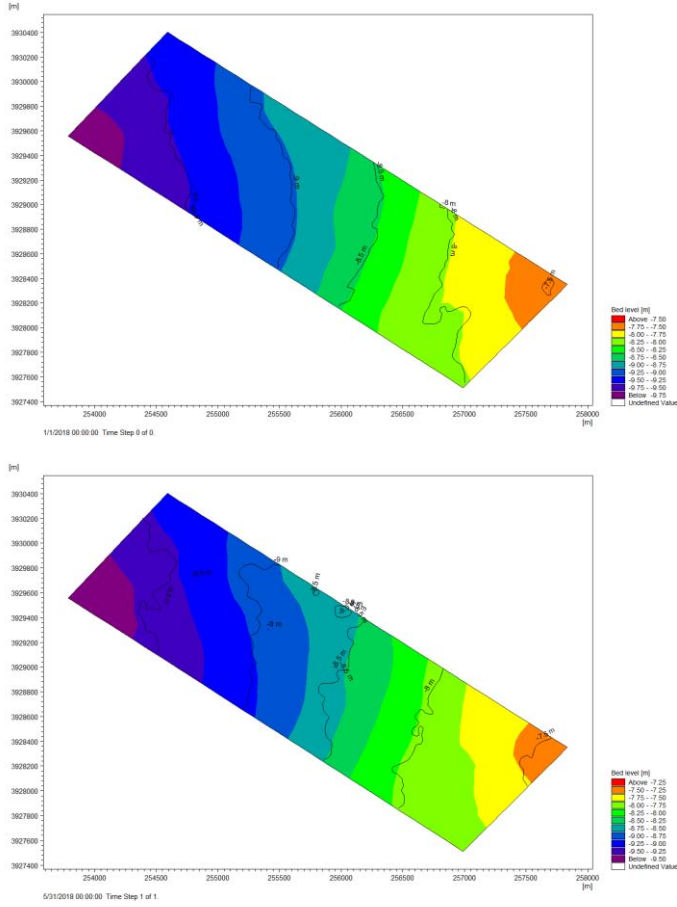 [m]
3930400
3930200
3930000
3929800
3929600
3929400
3929200
3929000
3928800
3928600
3928400
3928200
3928000
3927800
3927600
3927400
-9 m
-8.5 m
-8.5 m
-8 m
-7.5 m
Bed level [m]
Above -7.50
-7.75 - -7.50
-8.00 - -7.75
-8.25 - -8.00
-8.50 - -8.25
-8.75 - -8.50
-9.00 - -8.75
-9.25 - -9.00
-9.50 - -9.25
-9.75 - -9.50
Below -9.75
Undefined Value
254000 254500 255000 255500 256000 256500 257000 257500 258000
[m]
1/1/2018 00:00:00 Time Step 0 of 0
[m]
3930400
3930200
3930000
3929800
3929600
3929400
3929200
3929000
3928800
3928600
3928400
3928200
3928000
3927800
3927600
3927400
-9 m
-9 m
-8.5 m
-8.5 m
-8 m
-7.5 m
Bed level [m]
Above -7.25
-7.50 - -7.25
-7.75 - -7.50
-8.00 - -7.75
-8.25 - -8.00
-8.50 - -8.25
-8.75 - -8.50
-9.00 - -8.75
-9.25 - -9.00
-9.50 - -9.25
Below -9.50
Undefined Value
254000 254500 255000 255500 256000 256500 257000 257500 258000
[m]
5/31/2018 00:00:00 Time Step 1 of 1